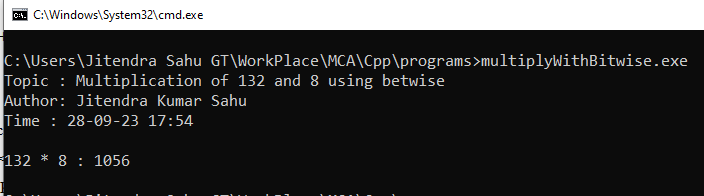 C:\Windows\System32\cmd.exe
C:\Users\Jitendra Sahu GT\WorkPlace\MCA\Cpp\programs>multiplyWithBitwise.exe
Topic : Multiplication of 132 and 8 using betwise
Author: Jitendra Kumar Sahu
Time : 28-09-23 17:54
132 * 8 : 1056